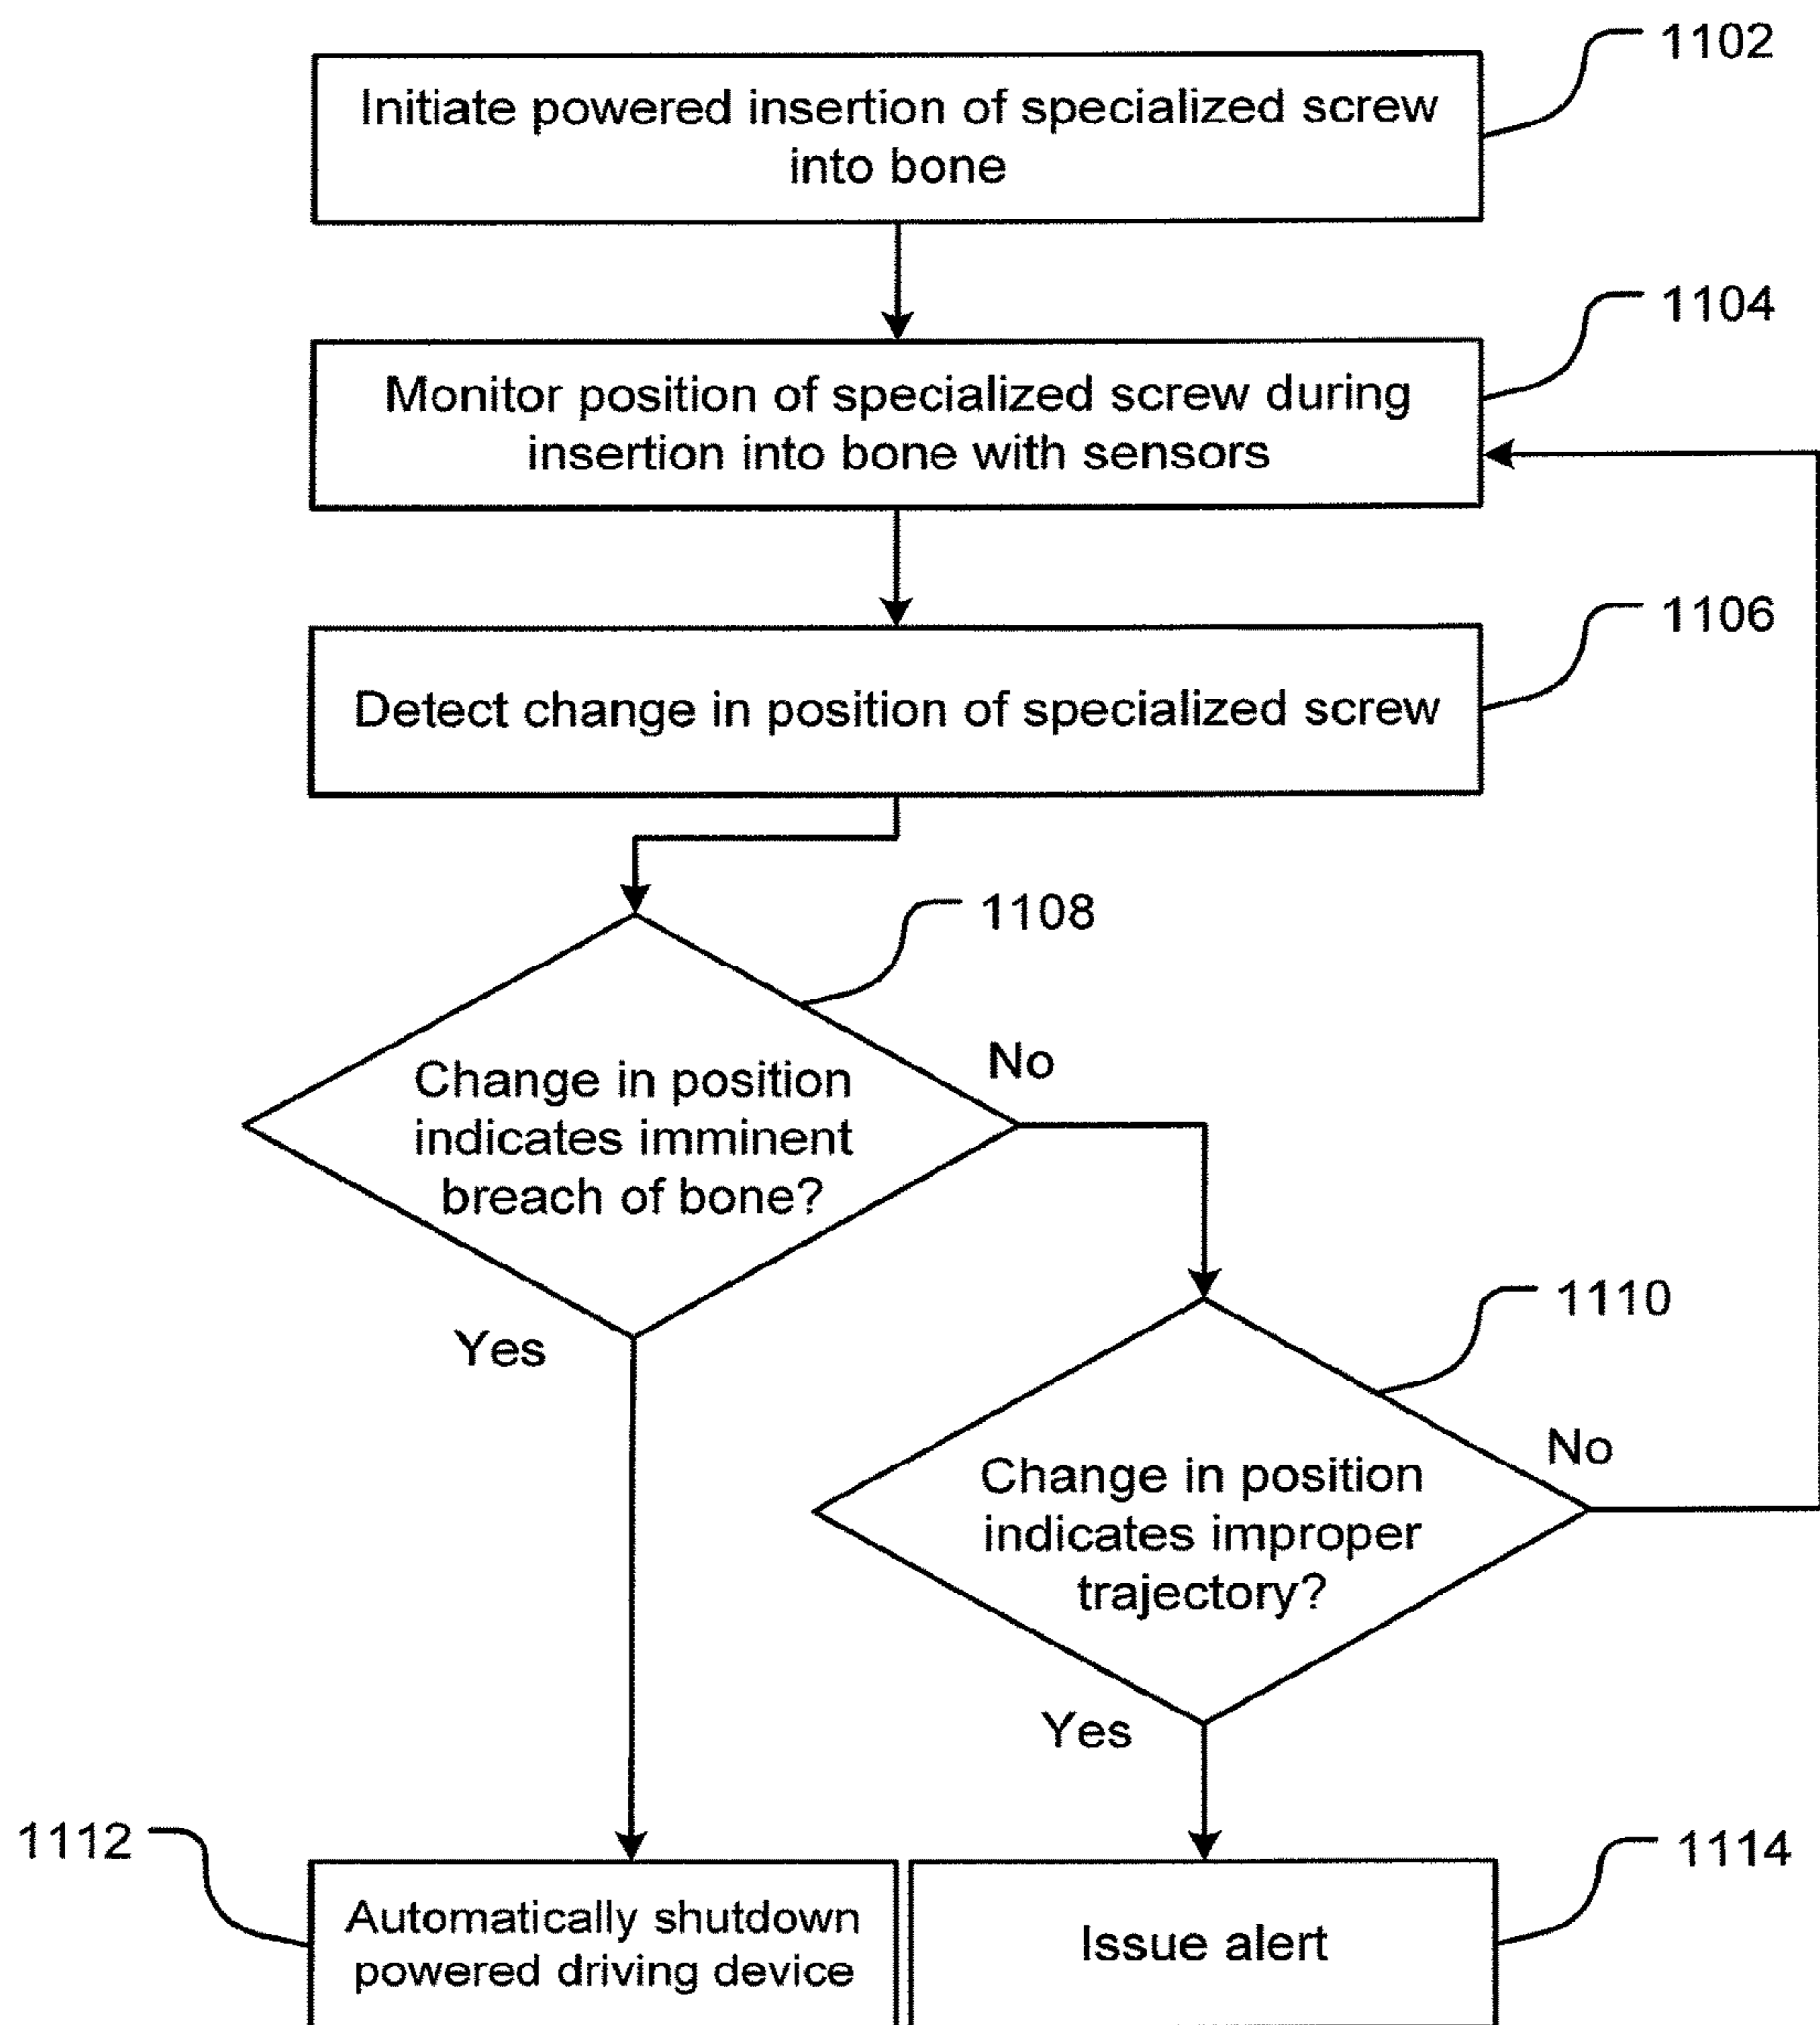 1102
Initiate powered insertion of specialized screw
into bone
1104
Monitor position of specialized screw during
insertion into bone with sensors
1106
Detect change in position of specialized screw
1108
Change in position
indicates imminent
breach of bone?
No
Yes
1110
Change in position
indicates improper
trajectory?
No
Yes
1112
Automatically shutdown
powered driving device
1114
Issue alert